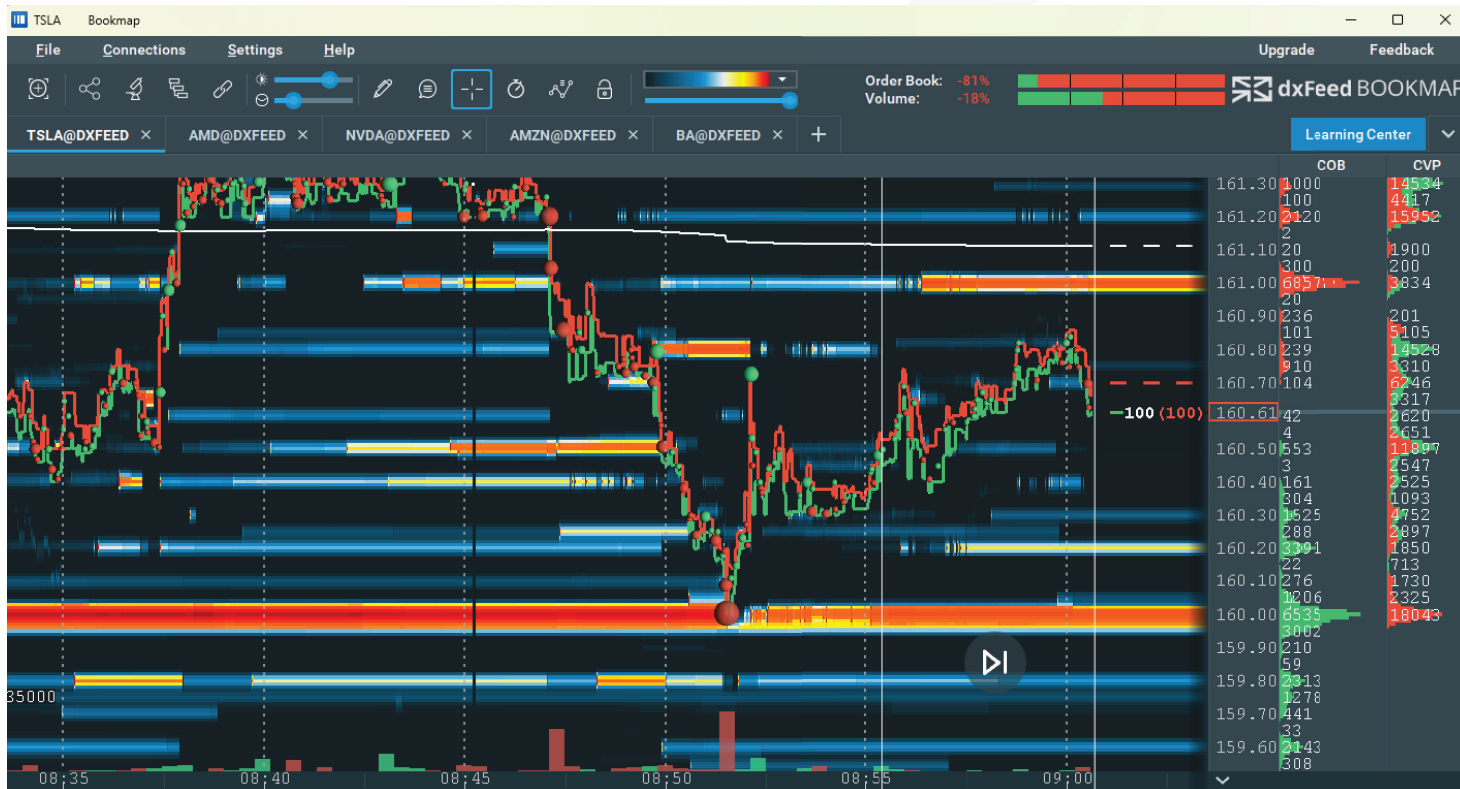 TSLA Bookmap
File Connections Settings Help Upgrade Feedback
Order Book: -81%
Volume: -18%
dxFeed BOOKMAP
TSLA@DXFEED × AMD@DXFEED × NVDA@DXFEED × AMZN@DXFEED × BA@DXFEED × +
Learning Center
COB CVP
161.30 1000 14534
100 4417
161.20 2120 15952
2
161.10 20 1900
300 200
161.00 3834
20
160.90 236 201
101 5105
160.80 239 14528
910 3310
160.70 104 6246
3317
100 (100) 160.61 42 2620
4 2651
160.50 553 11897
3 2547
160.40 161 2525
304 1093
160.30 1525 4752
288 2897
160.20 3391 1850
22 713
160.10 276 1730
1206 2325
160.00 6535 18043
3002
159.90 210
59
35000 159.80 2313
1278
159.70 441
33
159.60 2143
308
08:35 08:40 08:45 08:50 08:55 09:00